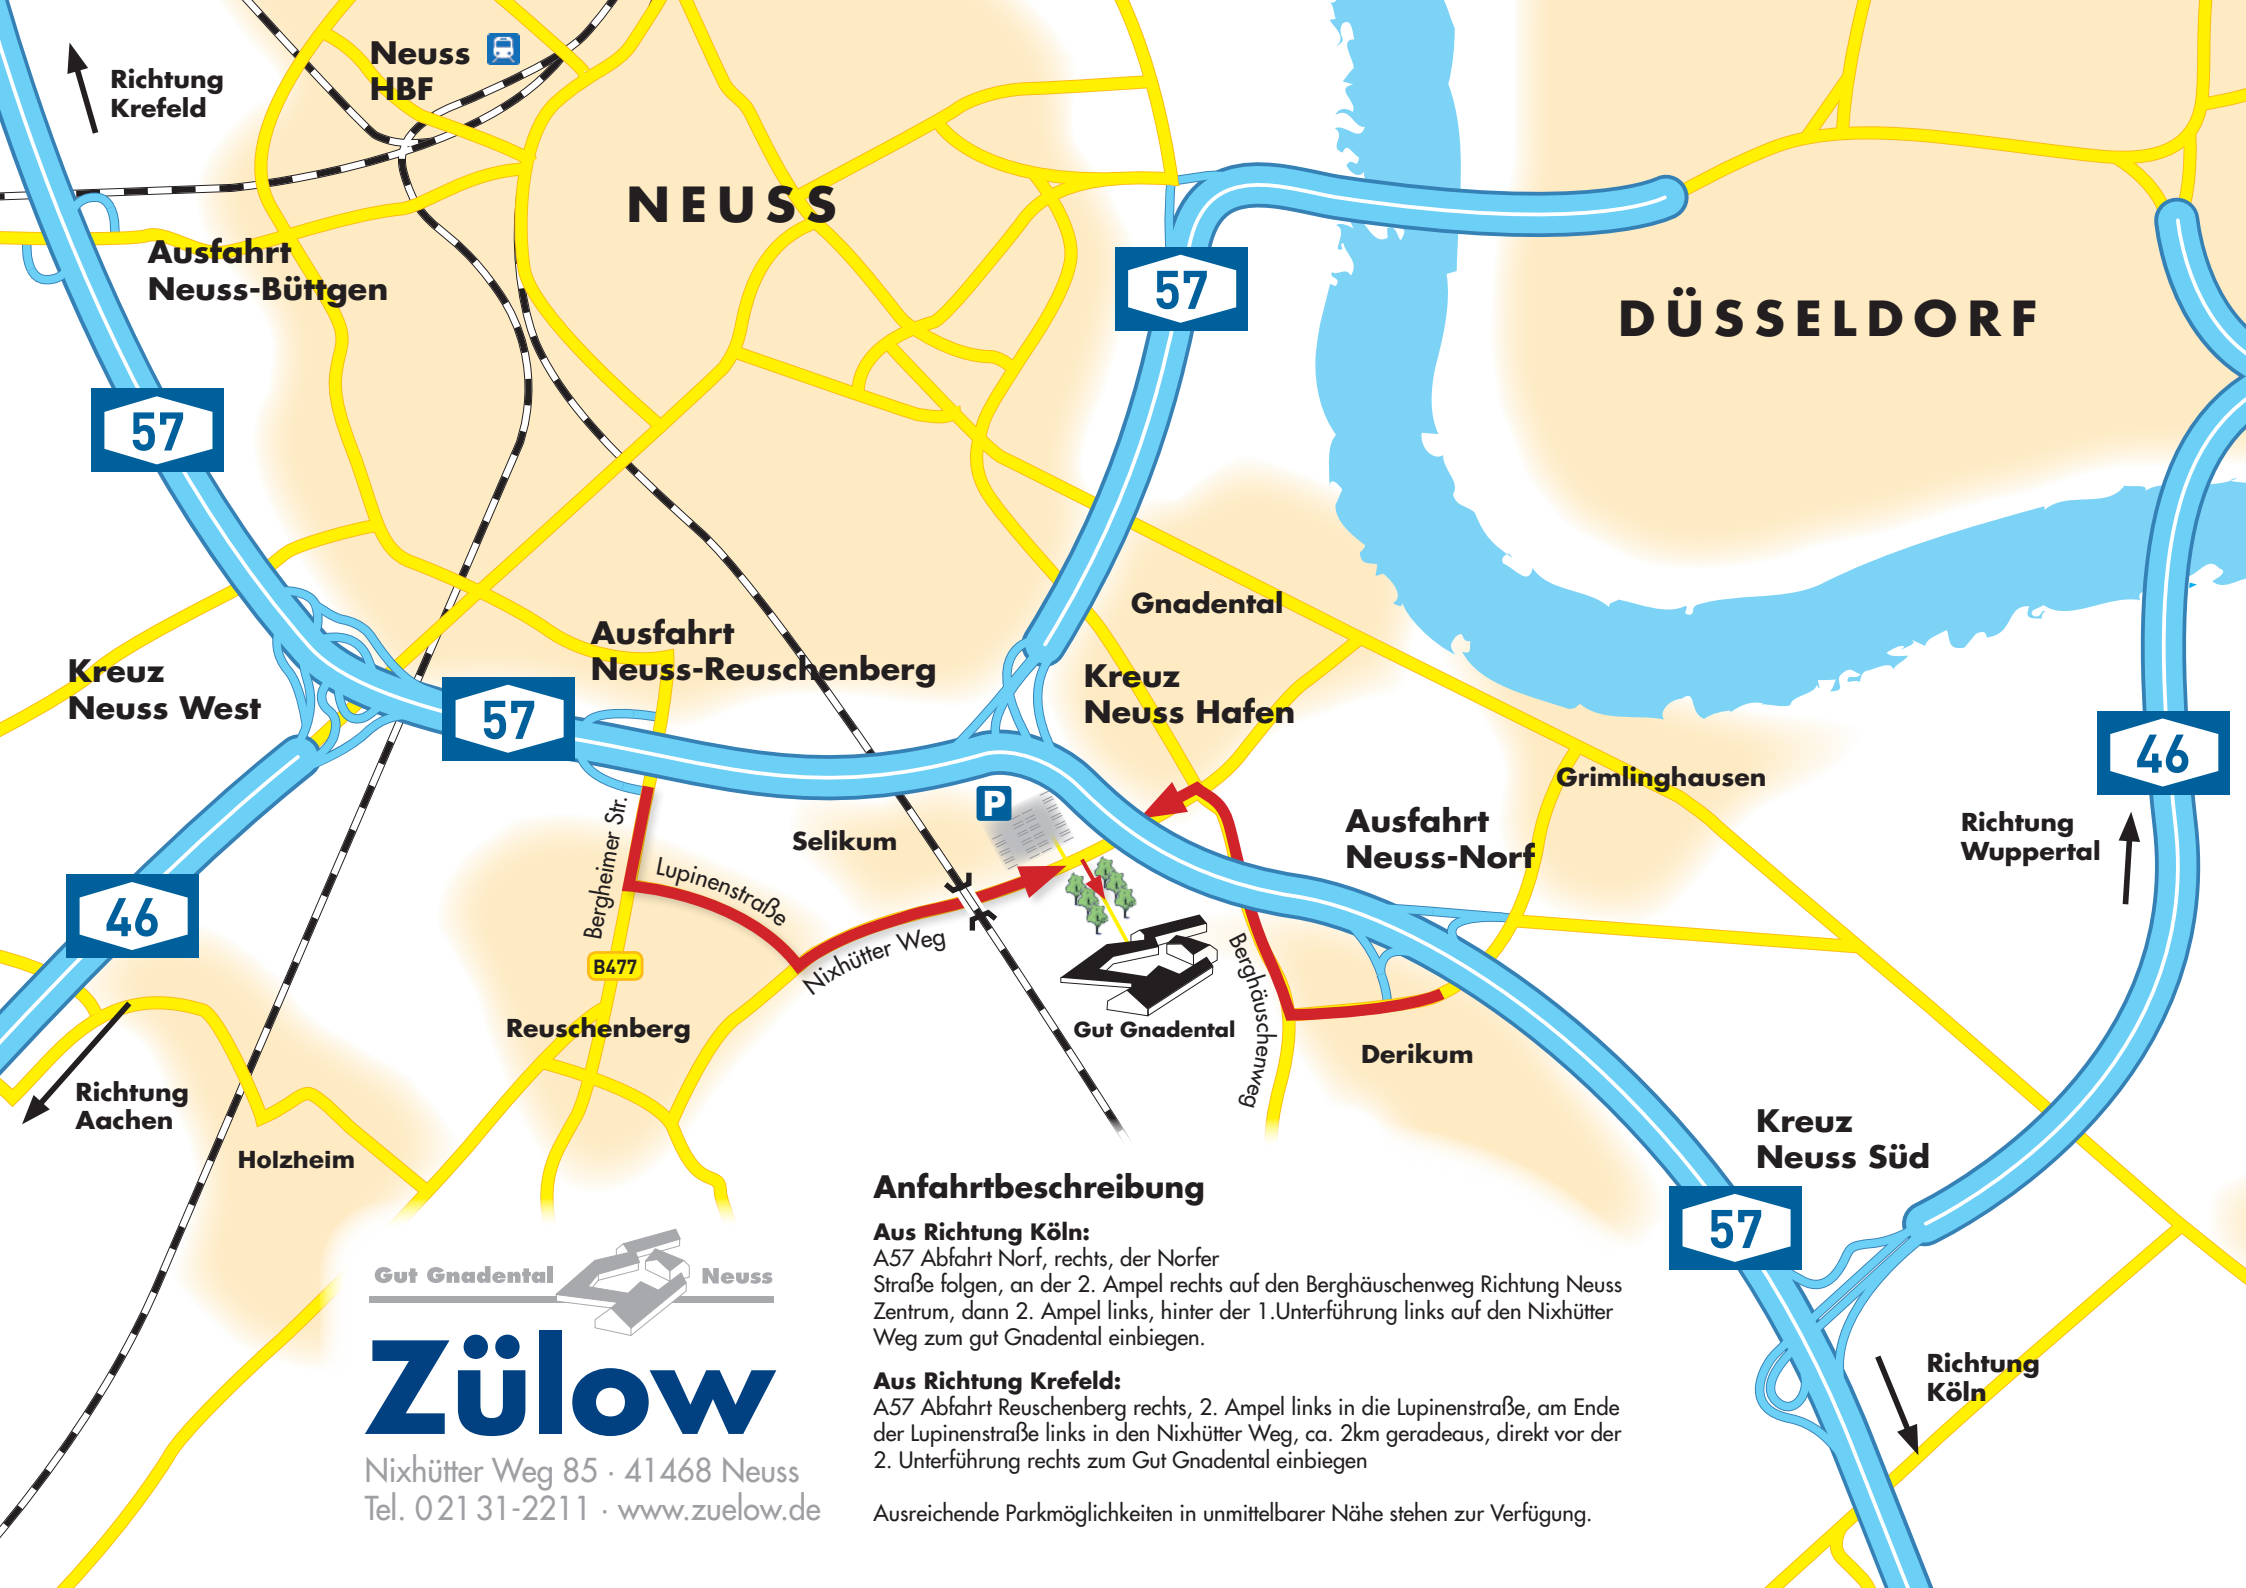 Richtung
Krefeld
Neuss
HBF
NEUSS
DÜSSELDORF
Ausfahrt
Neuss-Büttgen
57
57
Gnadental
Ausfahrt
Neuss-Reuschenberg
Kreuz
Neuss West
Kreuz
Neuss Hafen
57
46
Grimlinghausen
P
Ausfahrt
Neuss-Norf
Richtung
Wuppertal
Selikum
Bergheimer Str.
Lupinenstraße
Nixhütter Weg
46
B477
Berghäuschenweg
Reuschenberg
Gut Gnadental
Derikum
Richtung
Aachen
Holzheim
Kreuz
Neuss Süd
57
Richtung
Köln
Gut Gnadental Neuss
Zülow
Nixhütter Weg 85 · 41468 Neuss
Tel. 02131-2211 · www.zuelow.de
Anfahrtbeschreibung
Aus Richtung Köln:
A57 Abfahrt Norf, rechts, der Norfer
Straße folgen, an der 2. Ampel rechts auf den Berghäuschenweg Richtung Neuss
Zentrum, dann 2. Ampel links, hinter der 1.Unterführung links auf den Nixhütter
Weg zum gut Gnadental einbiegen.
Aus Richtung Krefeld:
A57 Abfahrt Reuschenberg rechts, 2. Ampel links in die Lupinenstraße, am Ende
der Lupinenstraße links in den Nixhütter Weg, ca. 2km geradeaus, direkt vor der
2. Unterführung rechts zum Gut Gnadental einbiegen
Ausreichende Parkmöglichkeiten in unmittelbarer Nähe stehen zur Verfügung.